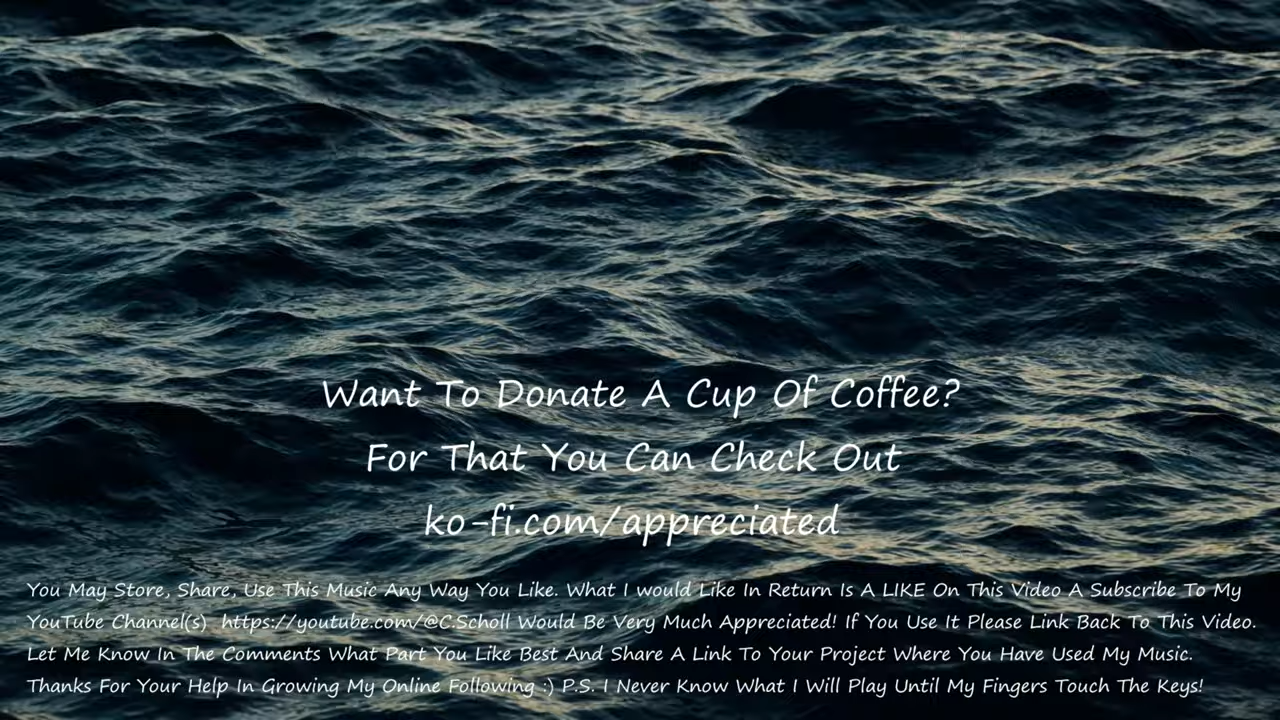 Want To Donate A Cup Of Coffee?
For That You Can Check Out
ko-fi.com/appreciated
You May Store, Share, Use This Music Any Way You Like. What I would Like In Return Is A LIKE On This Video A Subscribe To My
YouTube Channel(s) https://youtube.com/@C.Scholl Would Be Very Much Appreciated! If You Use It Please Link Back To This Video.
Let Me Know In The Comments What Part You Like Best And Share A Link To Your Project Where You Have Used My Music.
Thanks For Your Help In Growing My Online Following :) P.S. I Never Know What I Will Play Until My Fingers Touch The Keys!